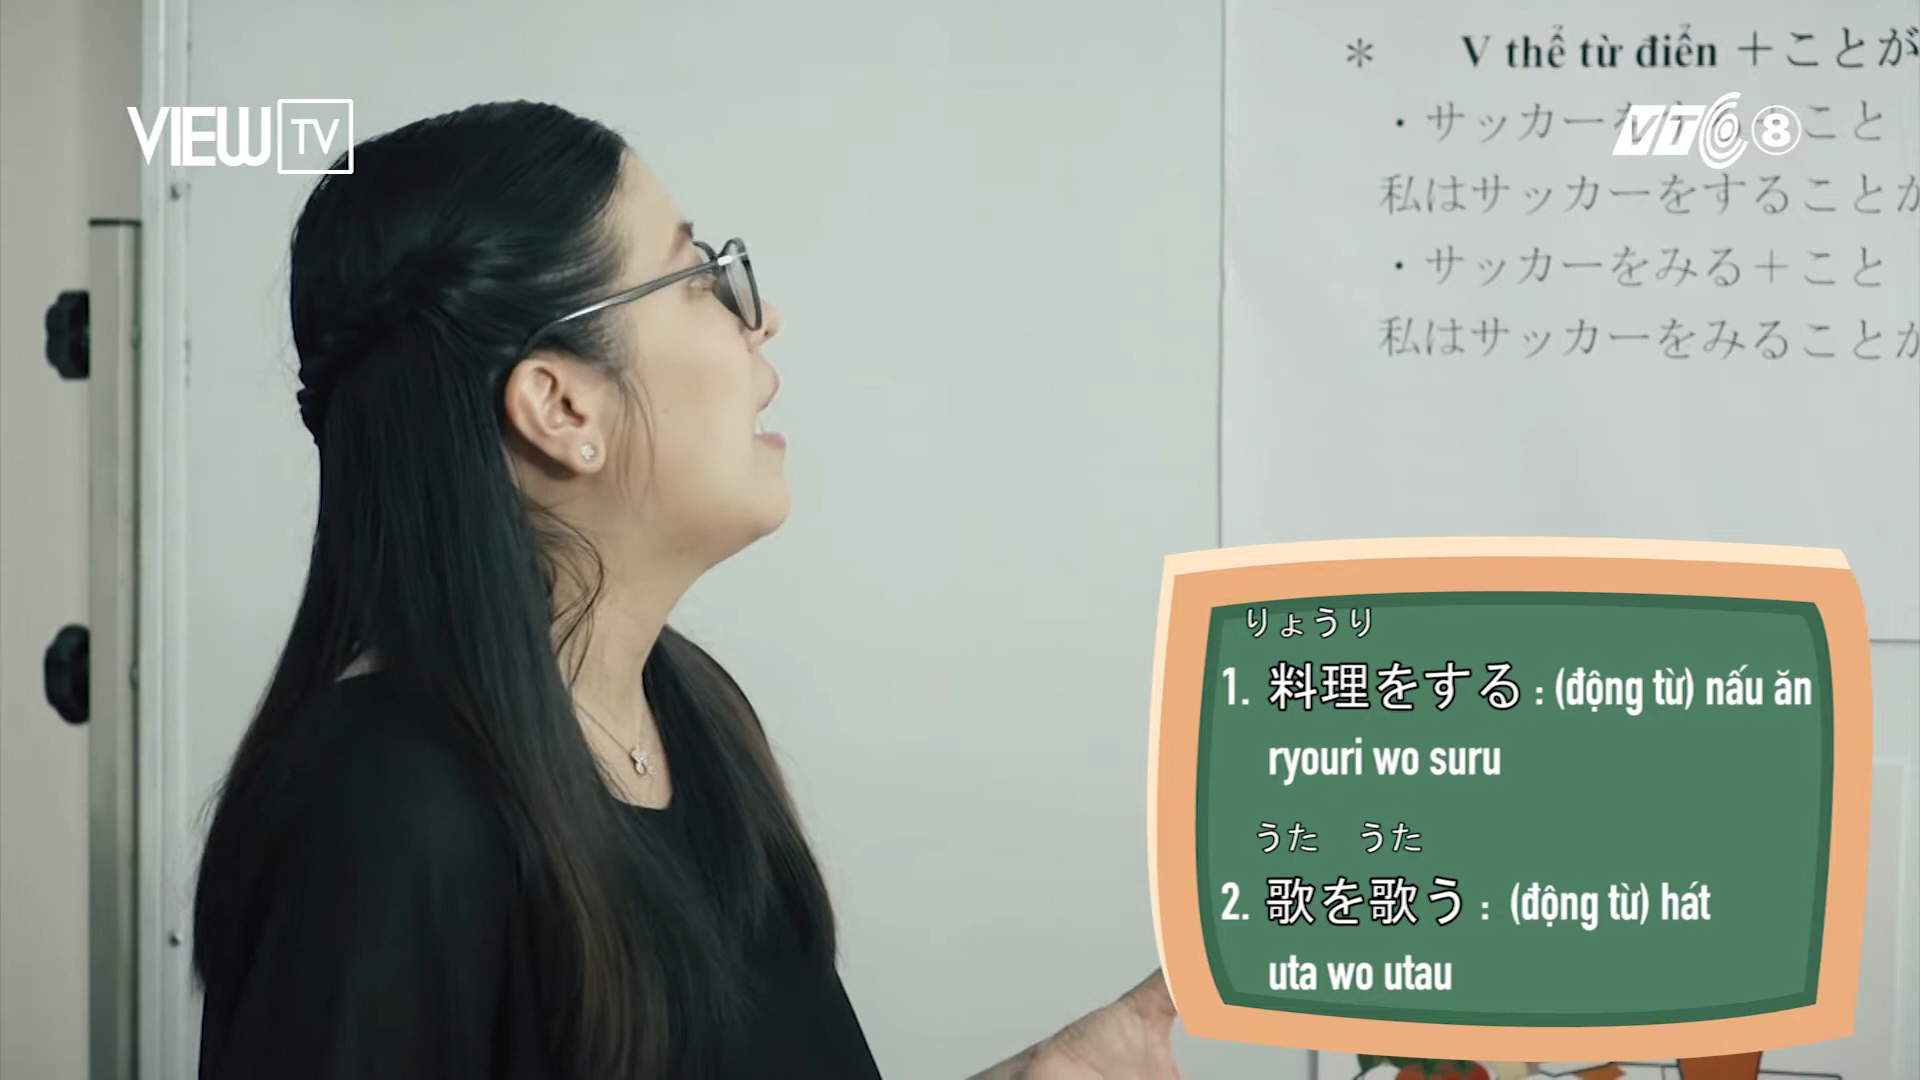 VIEW TV
VTC 8
* V thể từ điển +ことが
・サッカーをする+こと
私はサッカーをすることが
・サッカーをみる+こと
私はサッカーをみることが
りょうり
1. 料理をする : (động từ) nấu ăn
ryouri wo suru
うた うた
2. 歌を歌う : (động từ) hát
uta wo utau